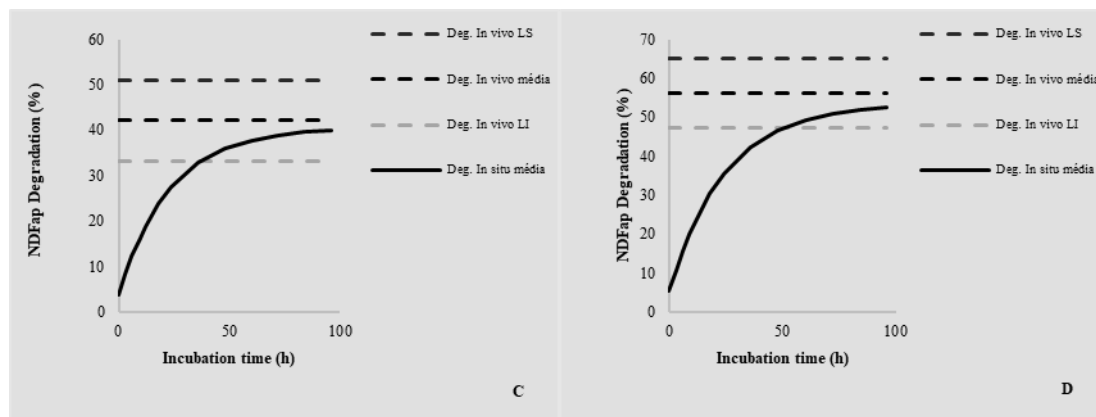 60
50
40
30
20
10
0
NDFap Degradation (%)
0
50
100
Incubation time (h)
Deg. In vivo LS
Deg. In vivo média
Deg. In vivo LI
Deg. In situ média
C
70
60
50
40
30
20
10
0
NDFap Degradation (%)
0
50
100
Incubation time (h)
Deg. In vivo LS
Deg. In vivo média
Deg. In vivo LI
Deg. In situ média
D